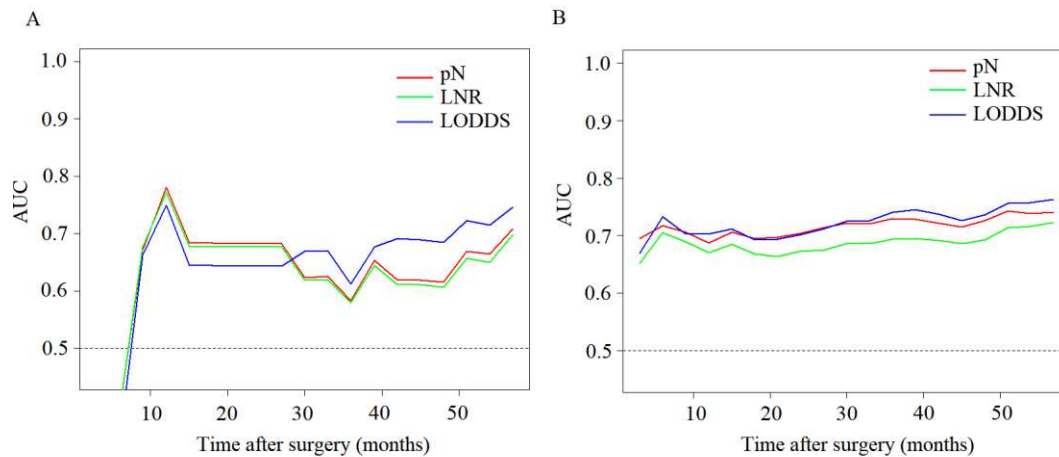 A
1.0
0.9
0.8
0.7
0.6
0.5
AUC
pN
LNR
LODDS
10
20
30
40
50
Time after surgery (months)
B
1.0
0.9
0.8
0.7
0.6
0.5
AUC
pN
LNR
LODDS
10
20
30
40
50
Time after surgery (months)